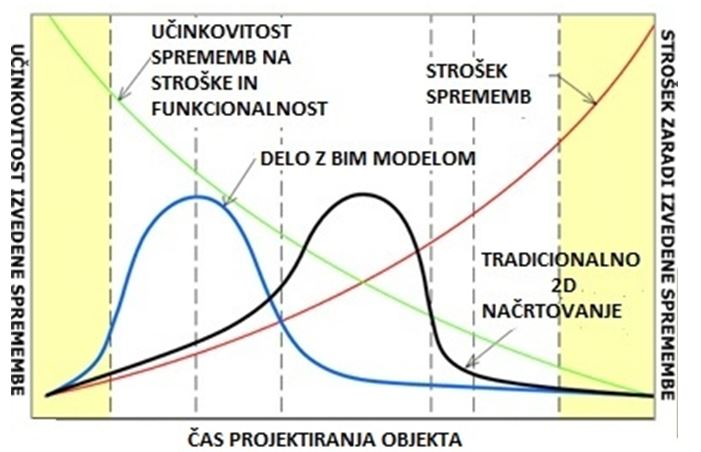 UČINKOVITOST IZVEDENE SPREMEMBE
UČINKOVITOST
SPREMEMB NA
STROŠKE IN
FUNKCIONALNOST
STROŠEK
SPREMEMB
DELO Z BIM MODELOM
TRADICIONALNO
2D
NAČRTOVANJE
STROŠEK ZARADI IZVEDENE SPREMEMBE
ČAS PROJEKTIRANJA OBJEKTA